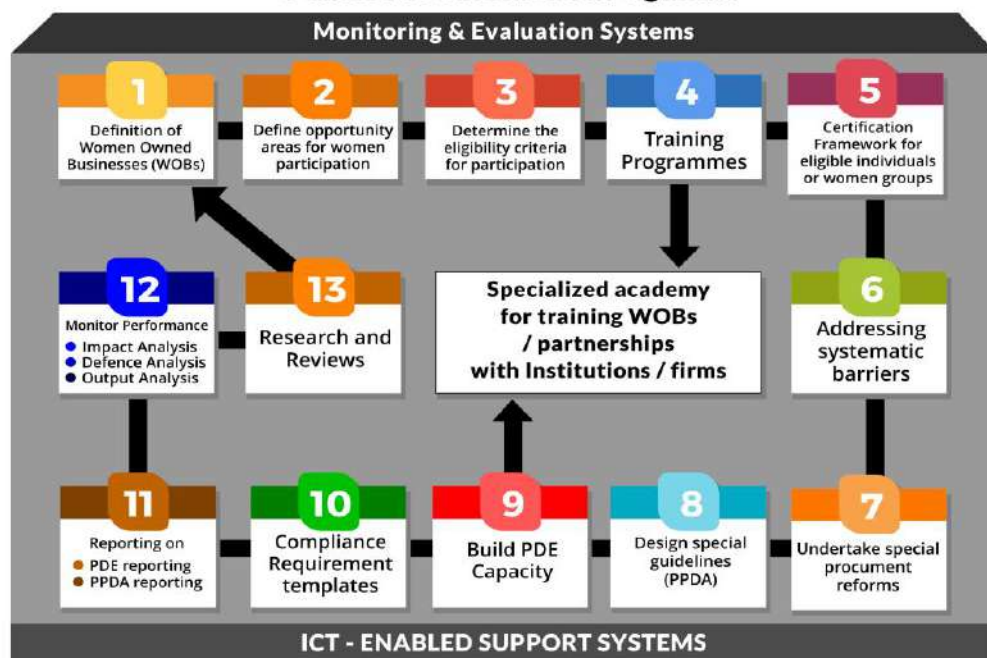 Monitoring & Evaluation Systems
1
Definition of
Women Owned
Businesses (WOBs)
2
Define opportunity
areas for women
participation
3
Determine the
eligibility criteria
for participation
4
Training
Programmes
5
Certification
Framework for
eligible individuals
or women groups
6
Addressing
systematic
barriers
7
Undertake special
procument
reforms
8
Design special
guidelines
(PPDA)
9
Build PDE
Capacity
Specialized academy
for training WOBs
/ partnerships
with Institutions / firms
10
Compliance
Requirement
templates
11
Reporting on
PDE reporting
PPDA reporting
12
Monitor Performance
Impact Analysis
Defence Analysis
Output Analysis
13
Research and
Reviews
ICT - ENABLED SUPPORT SYSTEMS